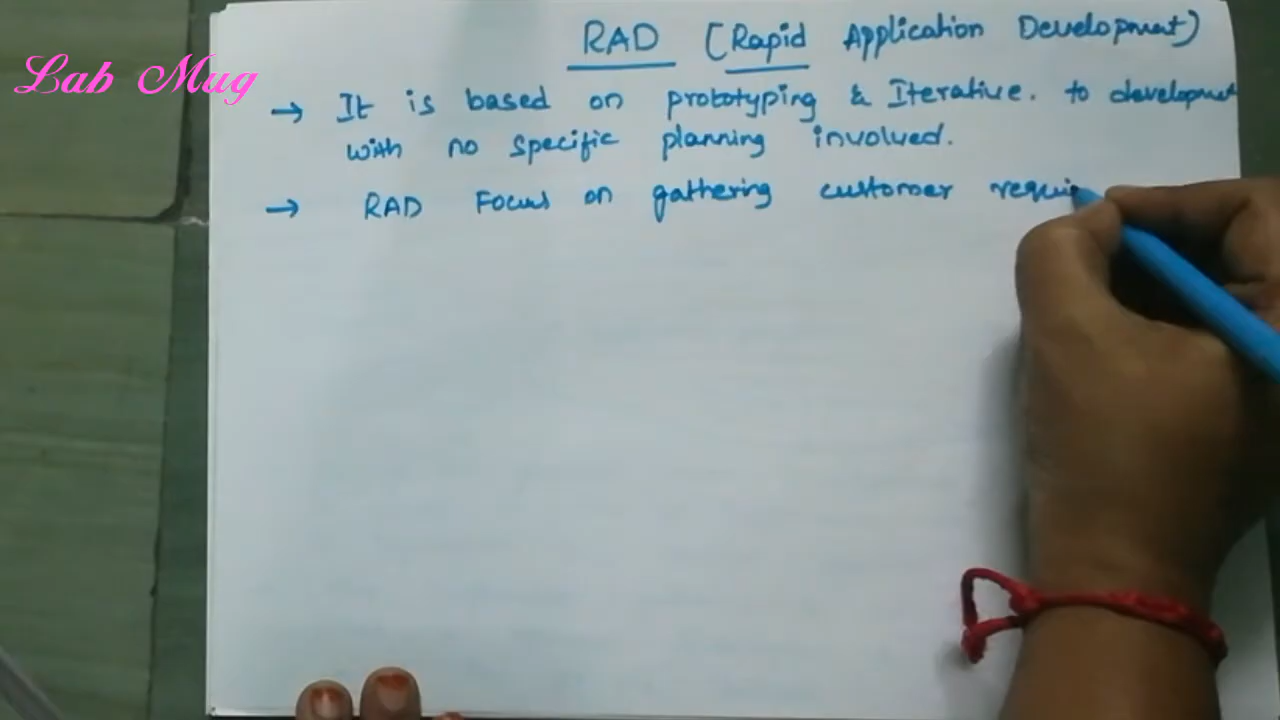 Lab Mug
RAD (Rapid Application Development)
→ It is based on prototyping & Iterative. to development
with no specific planning involved.
→ RAD Focus on gathering customer requi